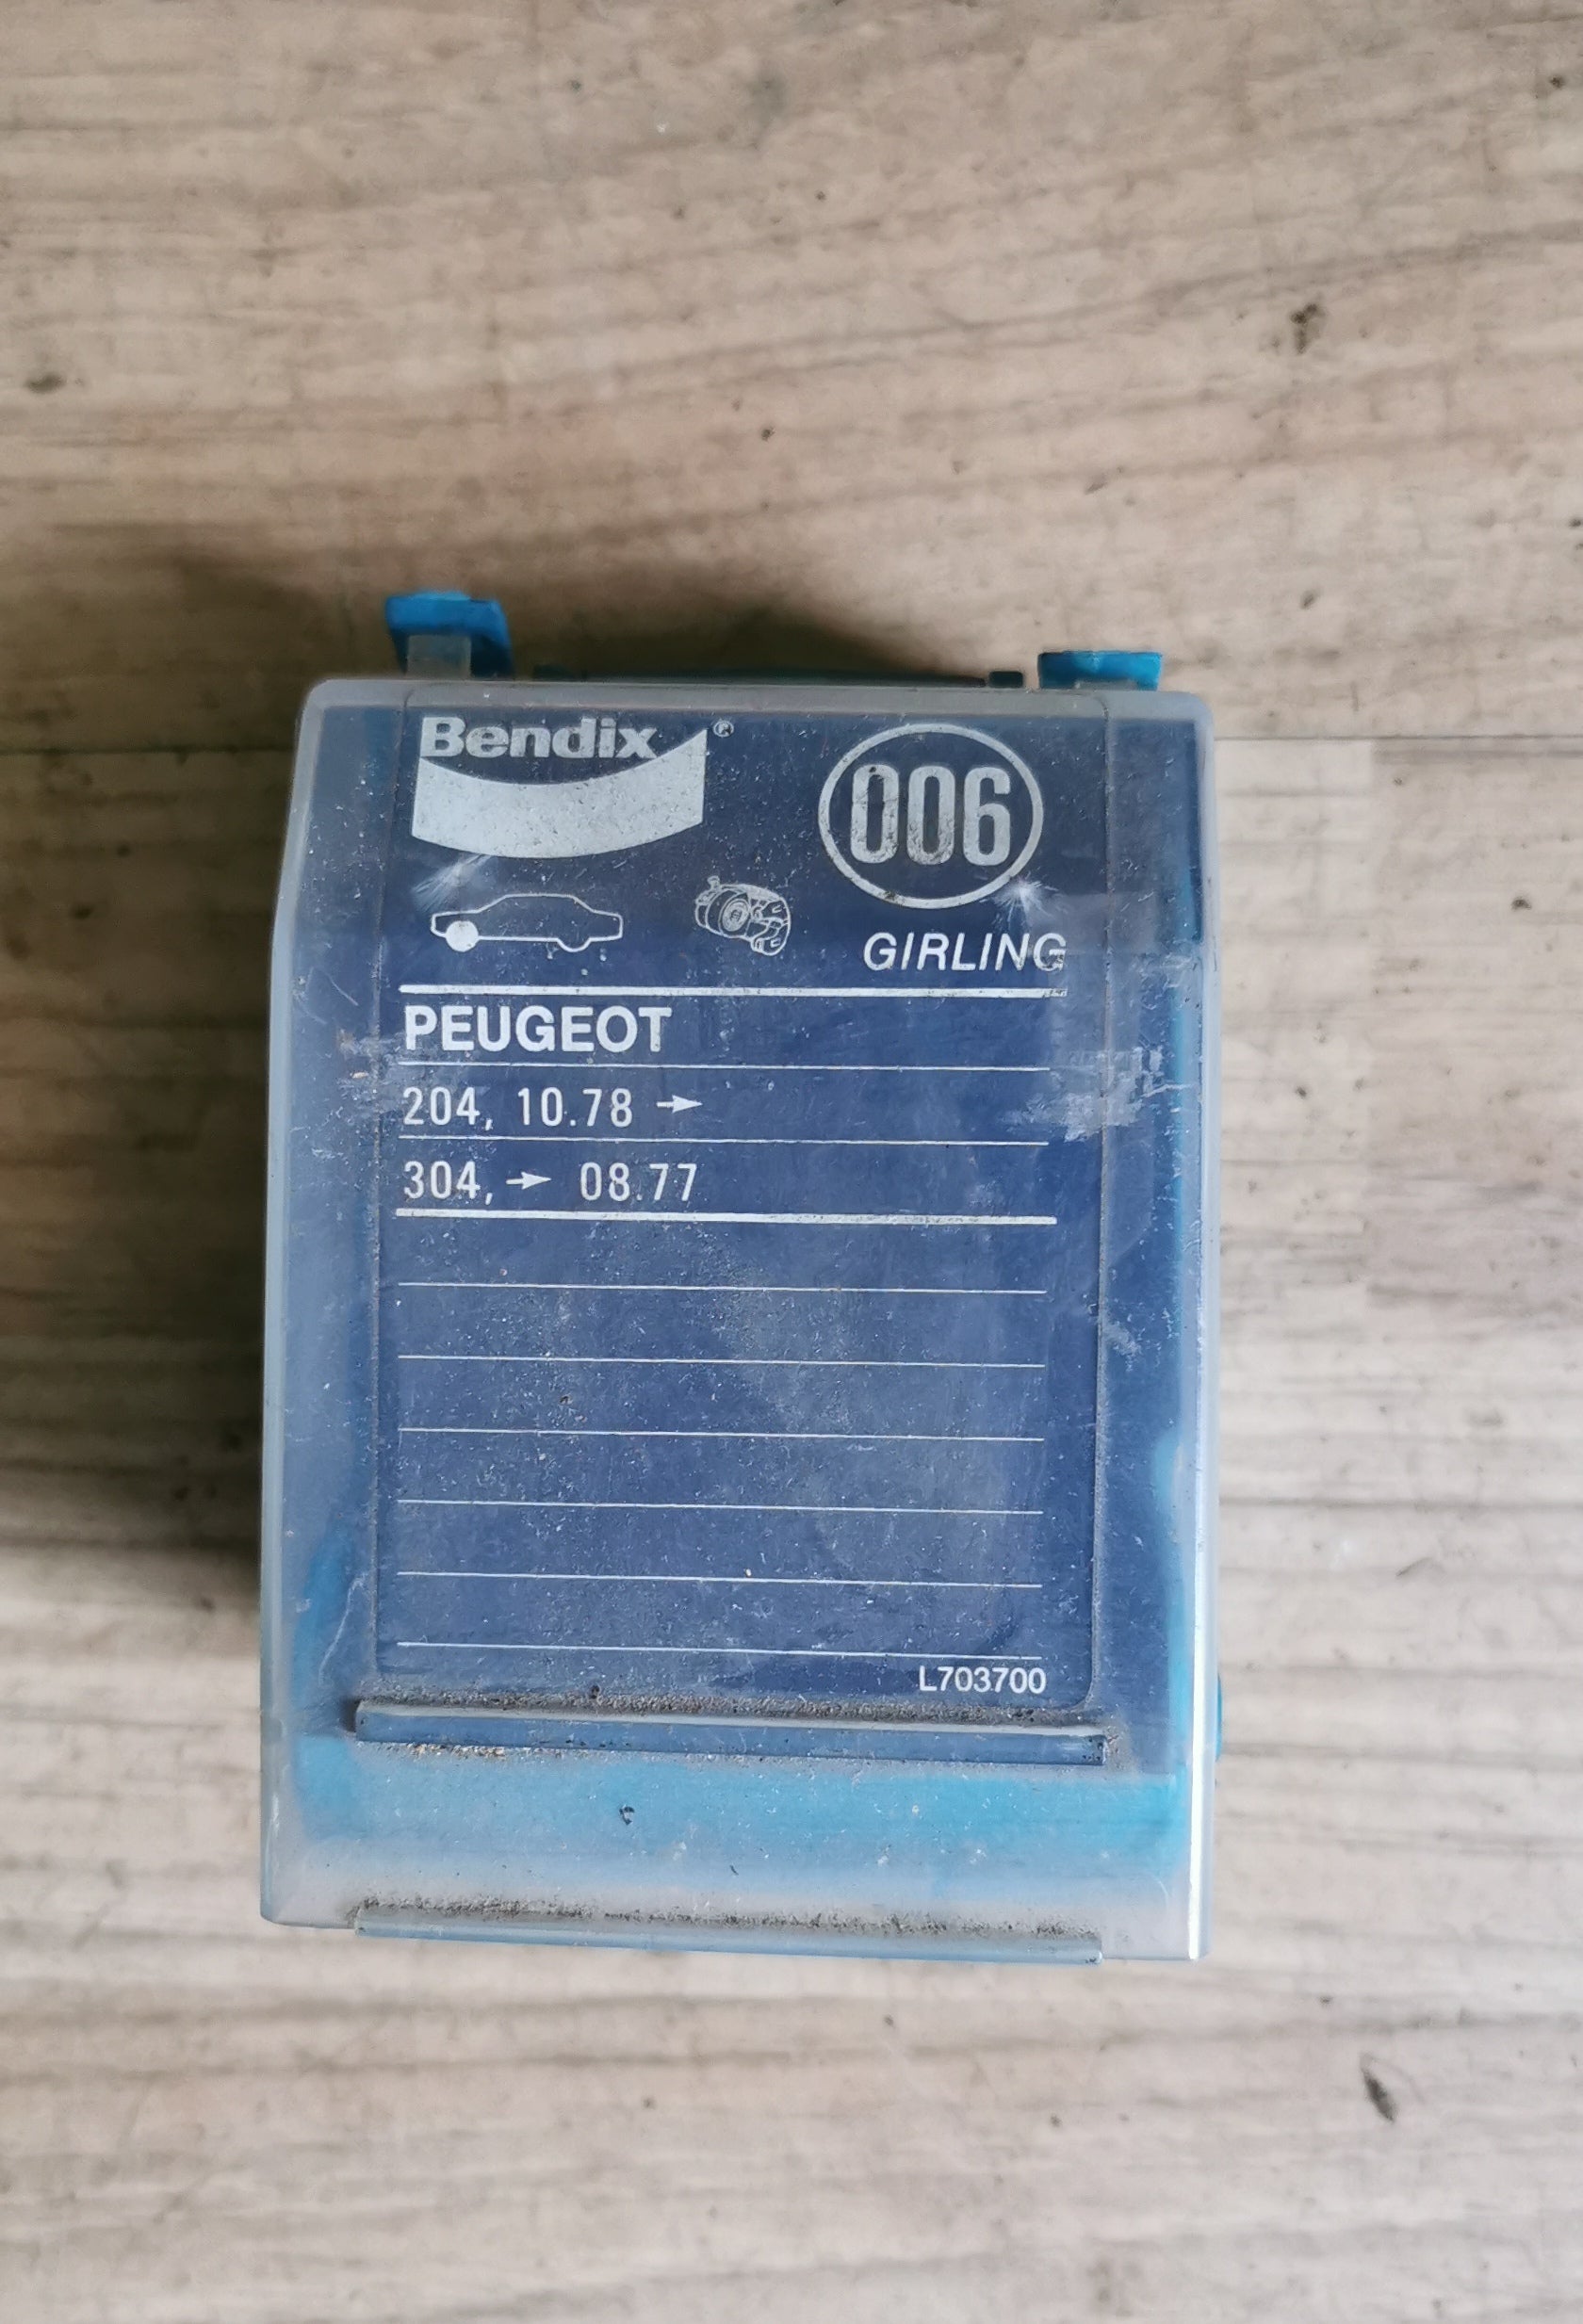 Bendix ®
006
GIRLING
PEUGEOT
204, 10.78 →
304, → 08.77
L703700